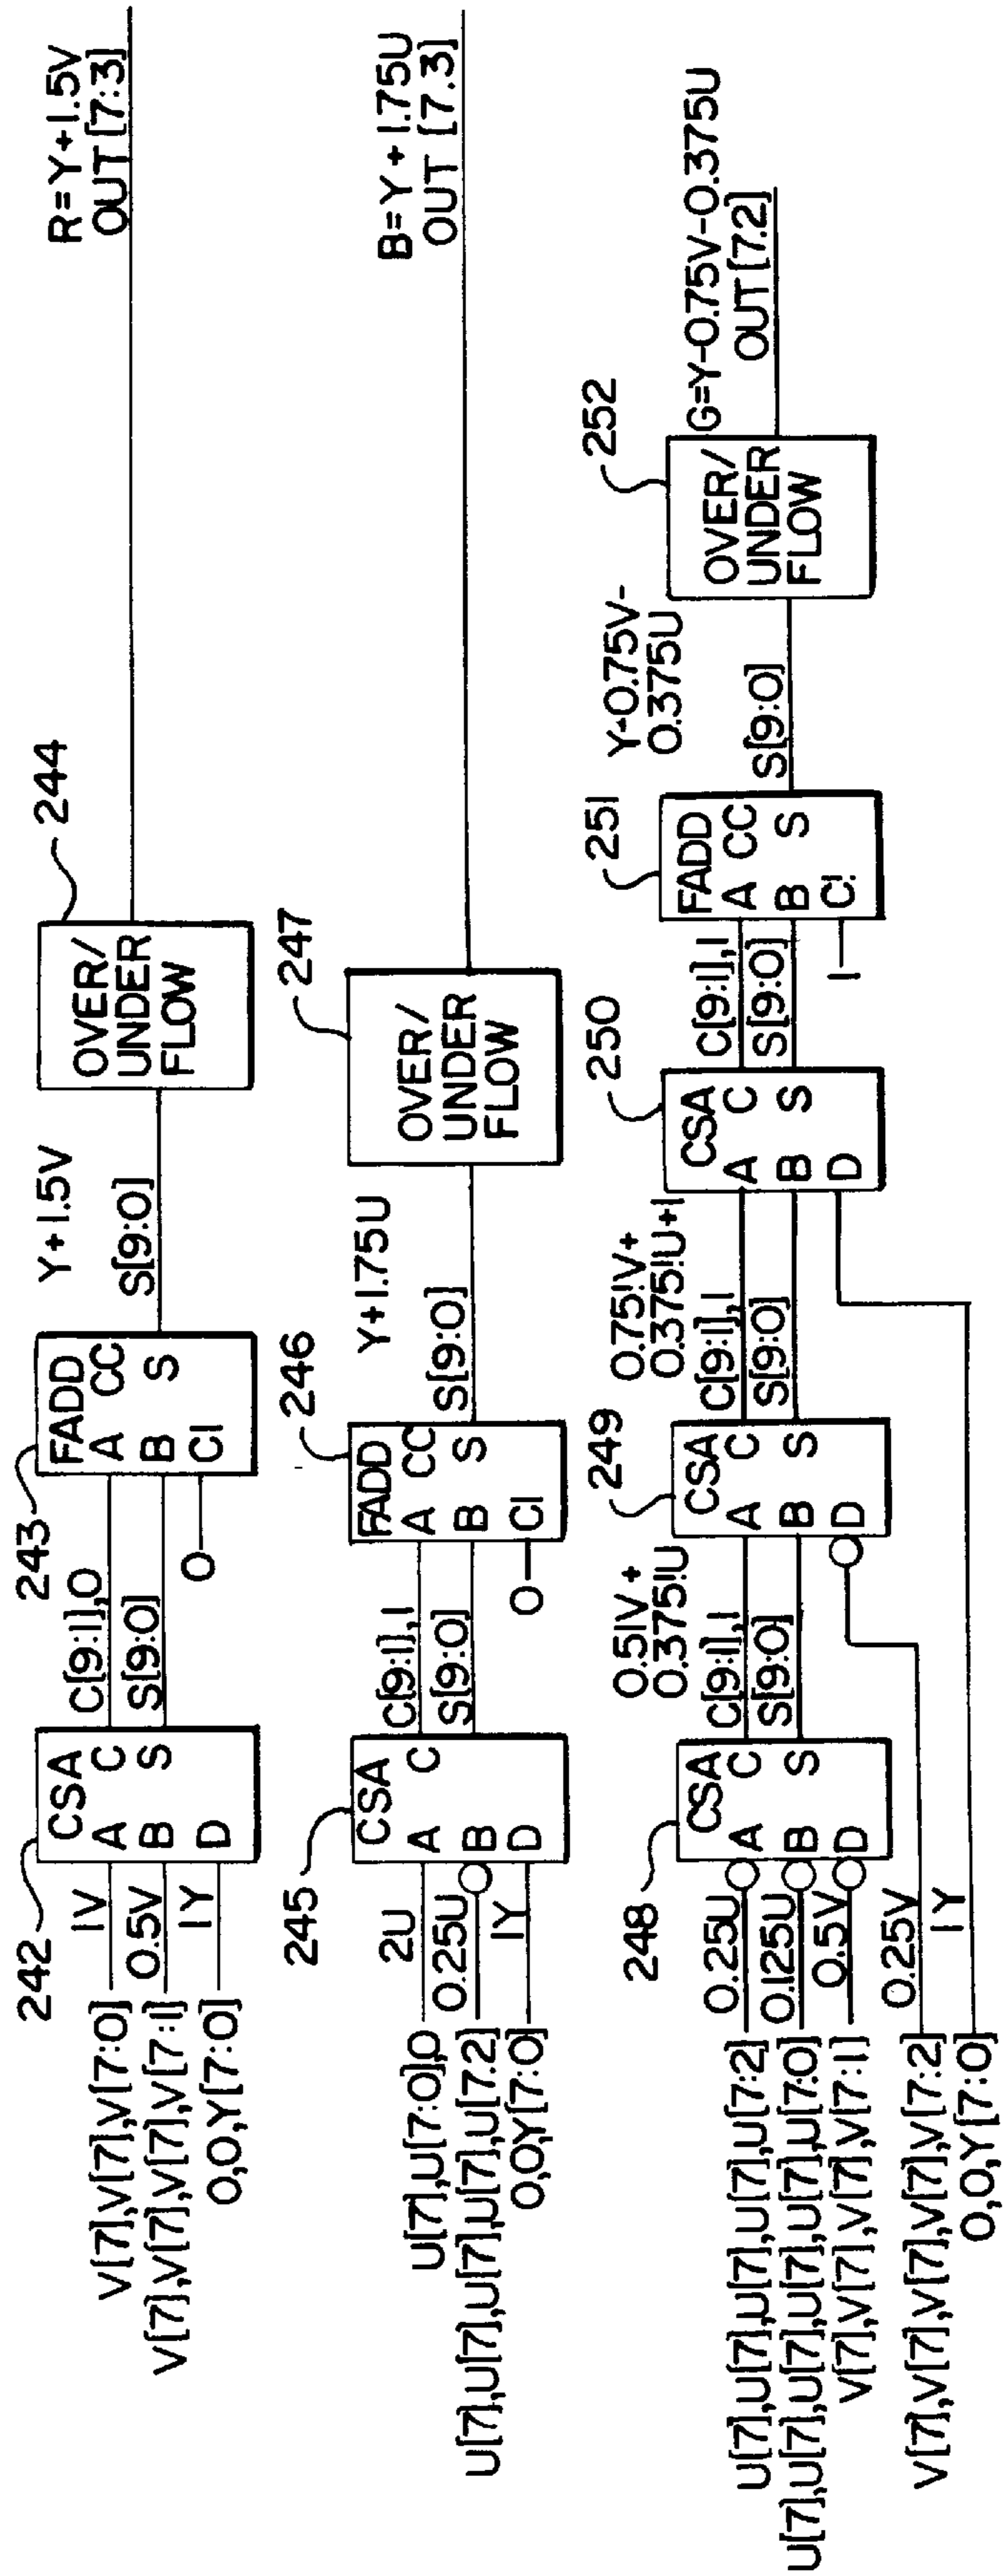 242
V[7],V[7],V[7:0]
1V
V[7],V[7],V[7],V[7:1]
0.5V
0,0,Y[7:0]
1Y
CSA
A C
B S
D
C[9:1],0
S[9:0]
0
243
FADD
A CC
B S
CI
Y+1.5V
S[9:0]
244
OVER/
UNDER
FLOW
R=Y+1.5V
OUT[7:3]
245
U[7],U[7:0],0
2U
U[7],U[7],U[7],U[7],U[7.2]
0.25U
0,0,Y[7:0]
1Y
CSA
A C
B
D
C[9:1],1
S[9:0]
0
246
FADD
A CC
B S
CI
Y+1.75U
S[9:0]
247
OVER/
UNDER
FLOW
B=Y+1.75U
OUT [7.3]
248
U[7],U[7],U[7],U[7],U[7:2]
0.25U
U[7],U[7],U[7],U[7],U[7:0]
0.125U
V[7],V[7],V[7],V[7:1]
0.5V
V[7],V[7],V[7],V[7],V[7:2]
0.25V
0,0,Y[7:0]
1Y
CSA
A C
B S
D
0.5!V+
0.375!U
C[9:1],1
S[9:0]
249
CSA
A C
B S
D
0.75!V+
0.375!U+1
C[9:1],1
S[9:0]
250
CSA
A C
B S
D
C[9:1],1
S[9:0]
1
251
FADD
A CC
B S
C!
Y-0.75V-
0.375U
S[9:0]
252
OVER/
UNDER
FLOW
G=Y-0.75V-0.375U
OUT[7.2]